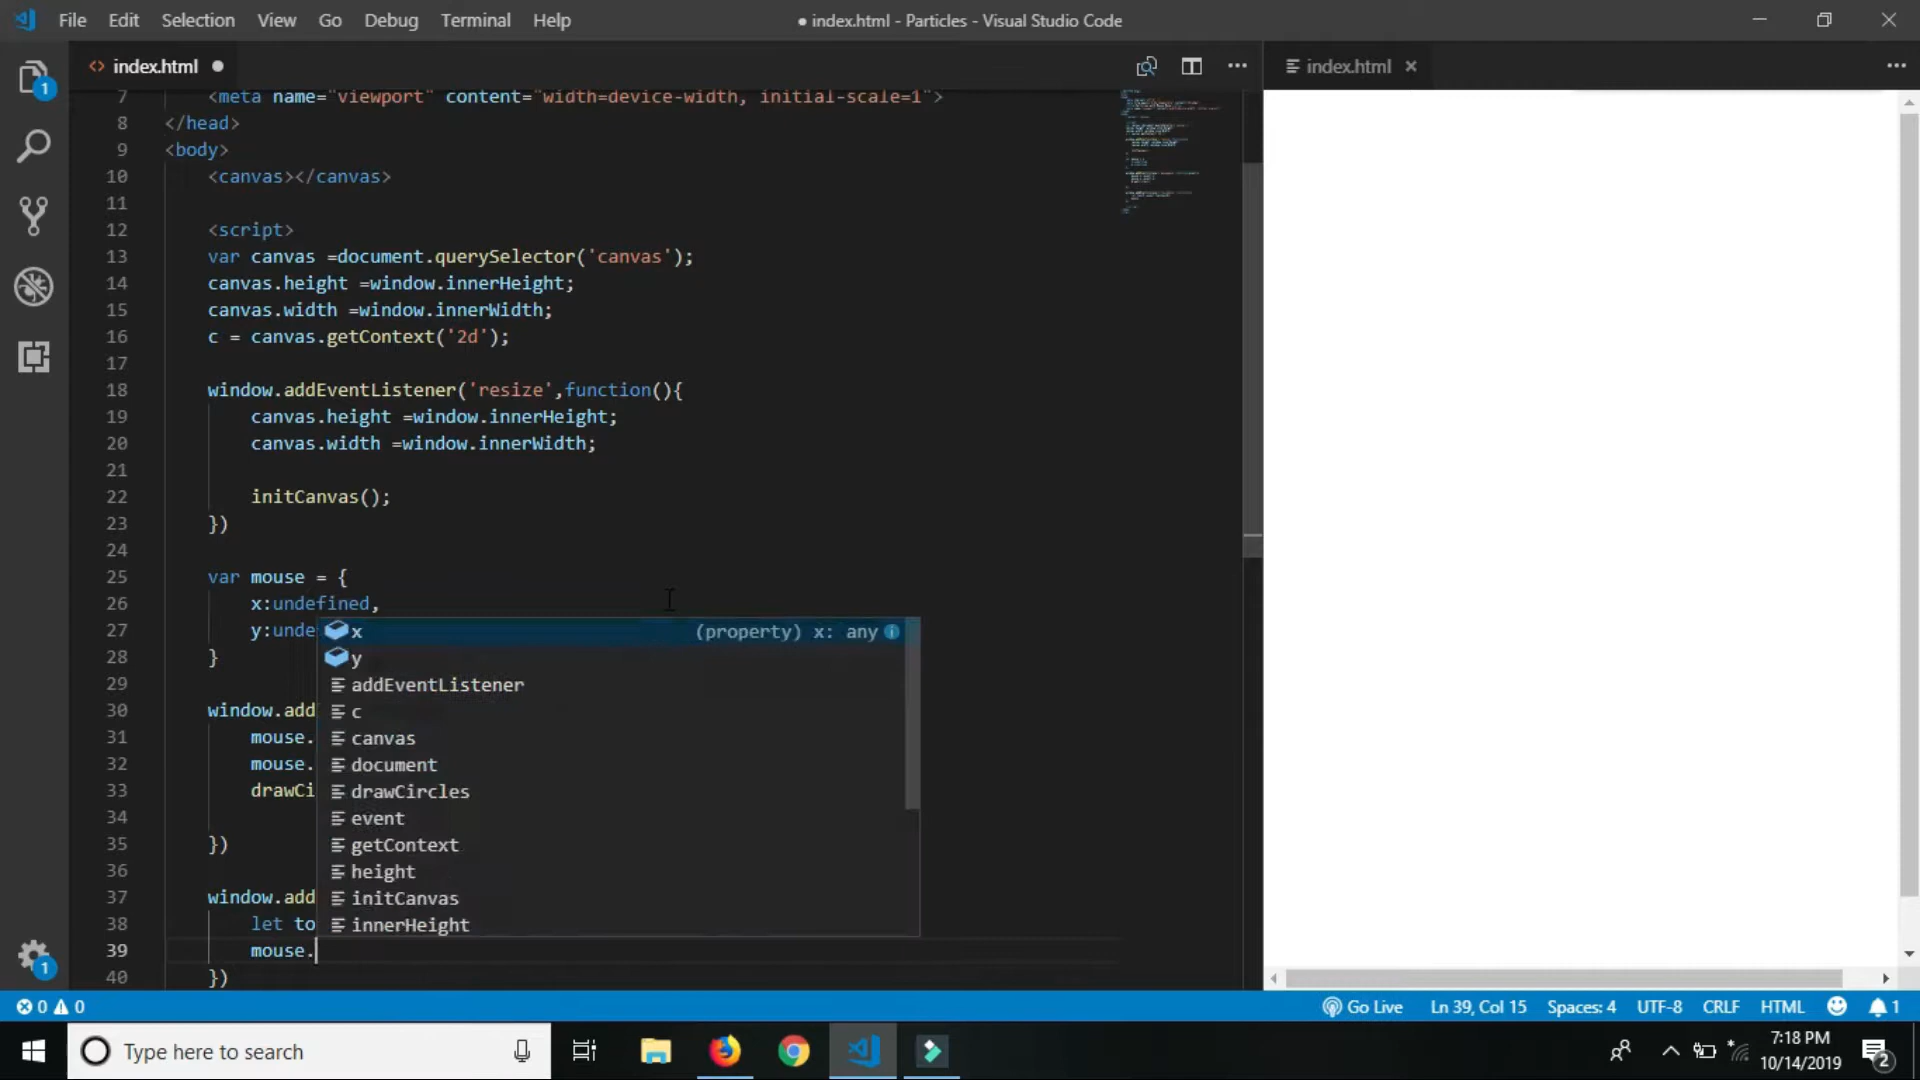 File Edit Selection View Go Debug Terminal Help
● index.html - Particles - Visual Studio Code
index.html ●
index.html ×
1
7 <meta name="viewport" content="width=device-width, initial-scale=1">
8 </head>
9 <body>
10 <canvas></canvas>
11
12 <script>
13 var canvas =document.querySelector('canvas');
14 canvas.height =window.innerHeight;
15 canvas.width =window.innerWidth;
16 c = canvas.getContext('2d');
17
18 window.addEventListener('resize',function(){
19 canvas.height =window.innerHeight;
20 canvas.width =window.innerWidth;
21
22 initCanvas();
23 })
24
25 var mouse = {
26 x:undefined,
27 y:unde
28 }
29
30 window.add
31 mouse.
32 mouse.
33 drawCi
34
35 })
36
37 window.add
38 let to
39 mouse.
40 })
x (property) x: any
y
addEventListener
c
canvas
document
drawCircles
event
getContext
height
initCanvas
innerHeight
1
0 0
Go Live Ln 39, Col 15 Spaces: 4 UTF-8 CRLF HTML 1
Type here to search
7:18 PM
10/14/2019
2